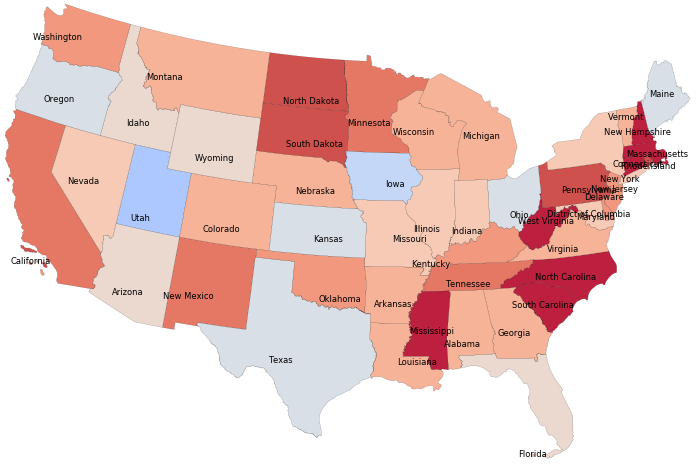 Washington
Maine
Montana
Oregon
North Dakota
Vermont
Idaho
Minnesota
New Hampshire
Wisconsin
Michigan
South Dakota
Massachusetts
Wyoming
Connecticut
Rhode Island
Nevada
Iowa
New York
Nebraska
Pennsylvania
New Jersey
Delaware
Utah
Ohio
District of Columbia
Maryland
West Virginia
Colorado
Illinois
Indiana
Kansas
Missouri
Virginia
California
Kentucky
North Carolina
Tennessee
Arizona
New Mexico
Oklahoma
Arkansas
South Carolina
Mississippi
Georgia
Alabama
Texas
Louisiana
Florida